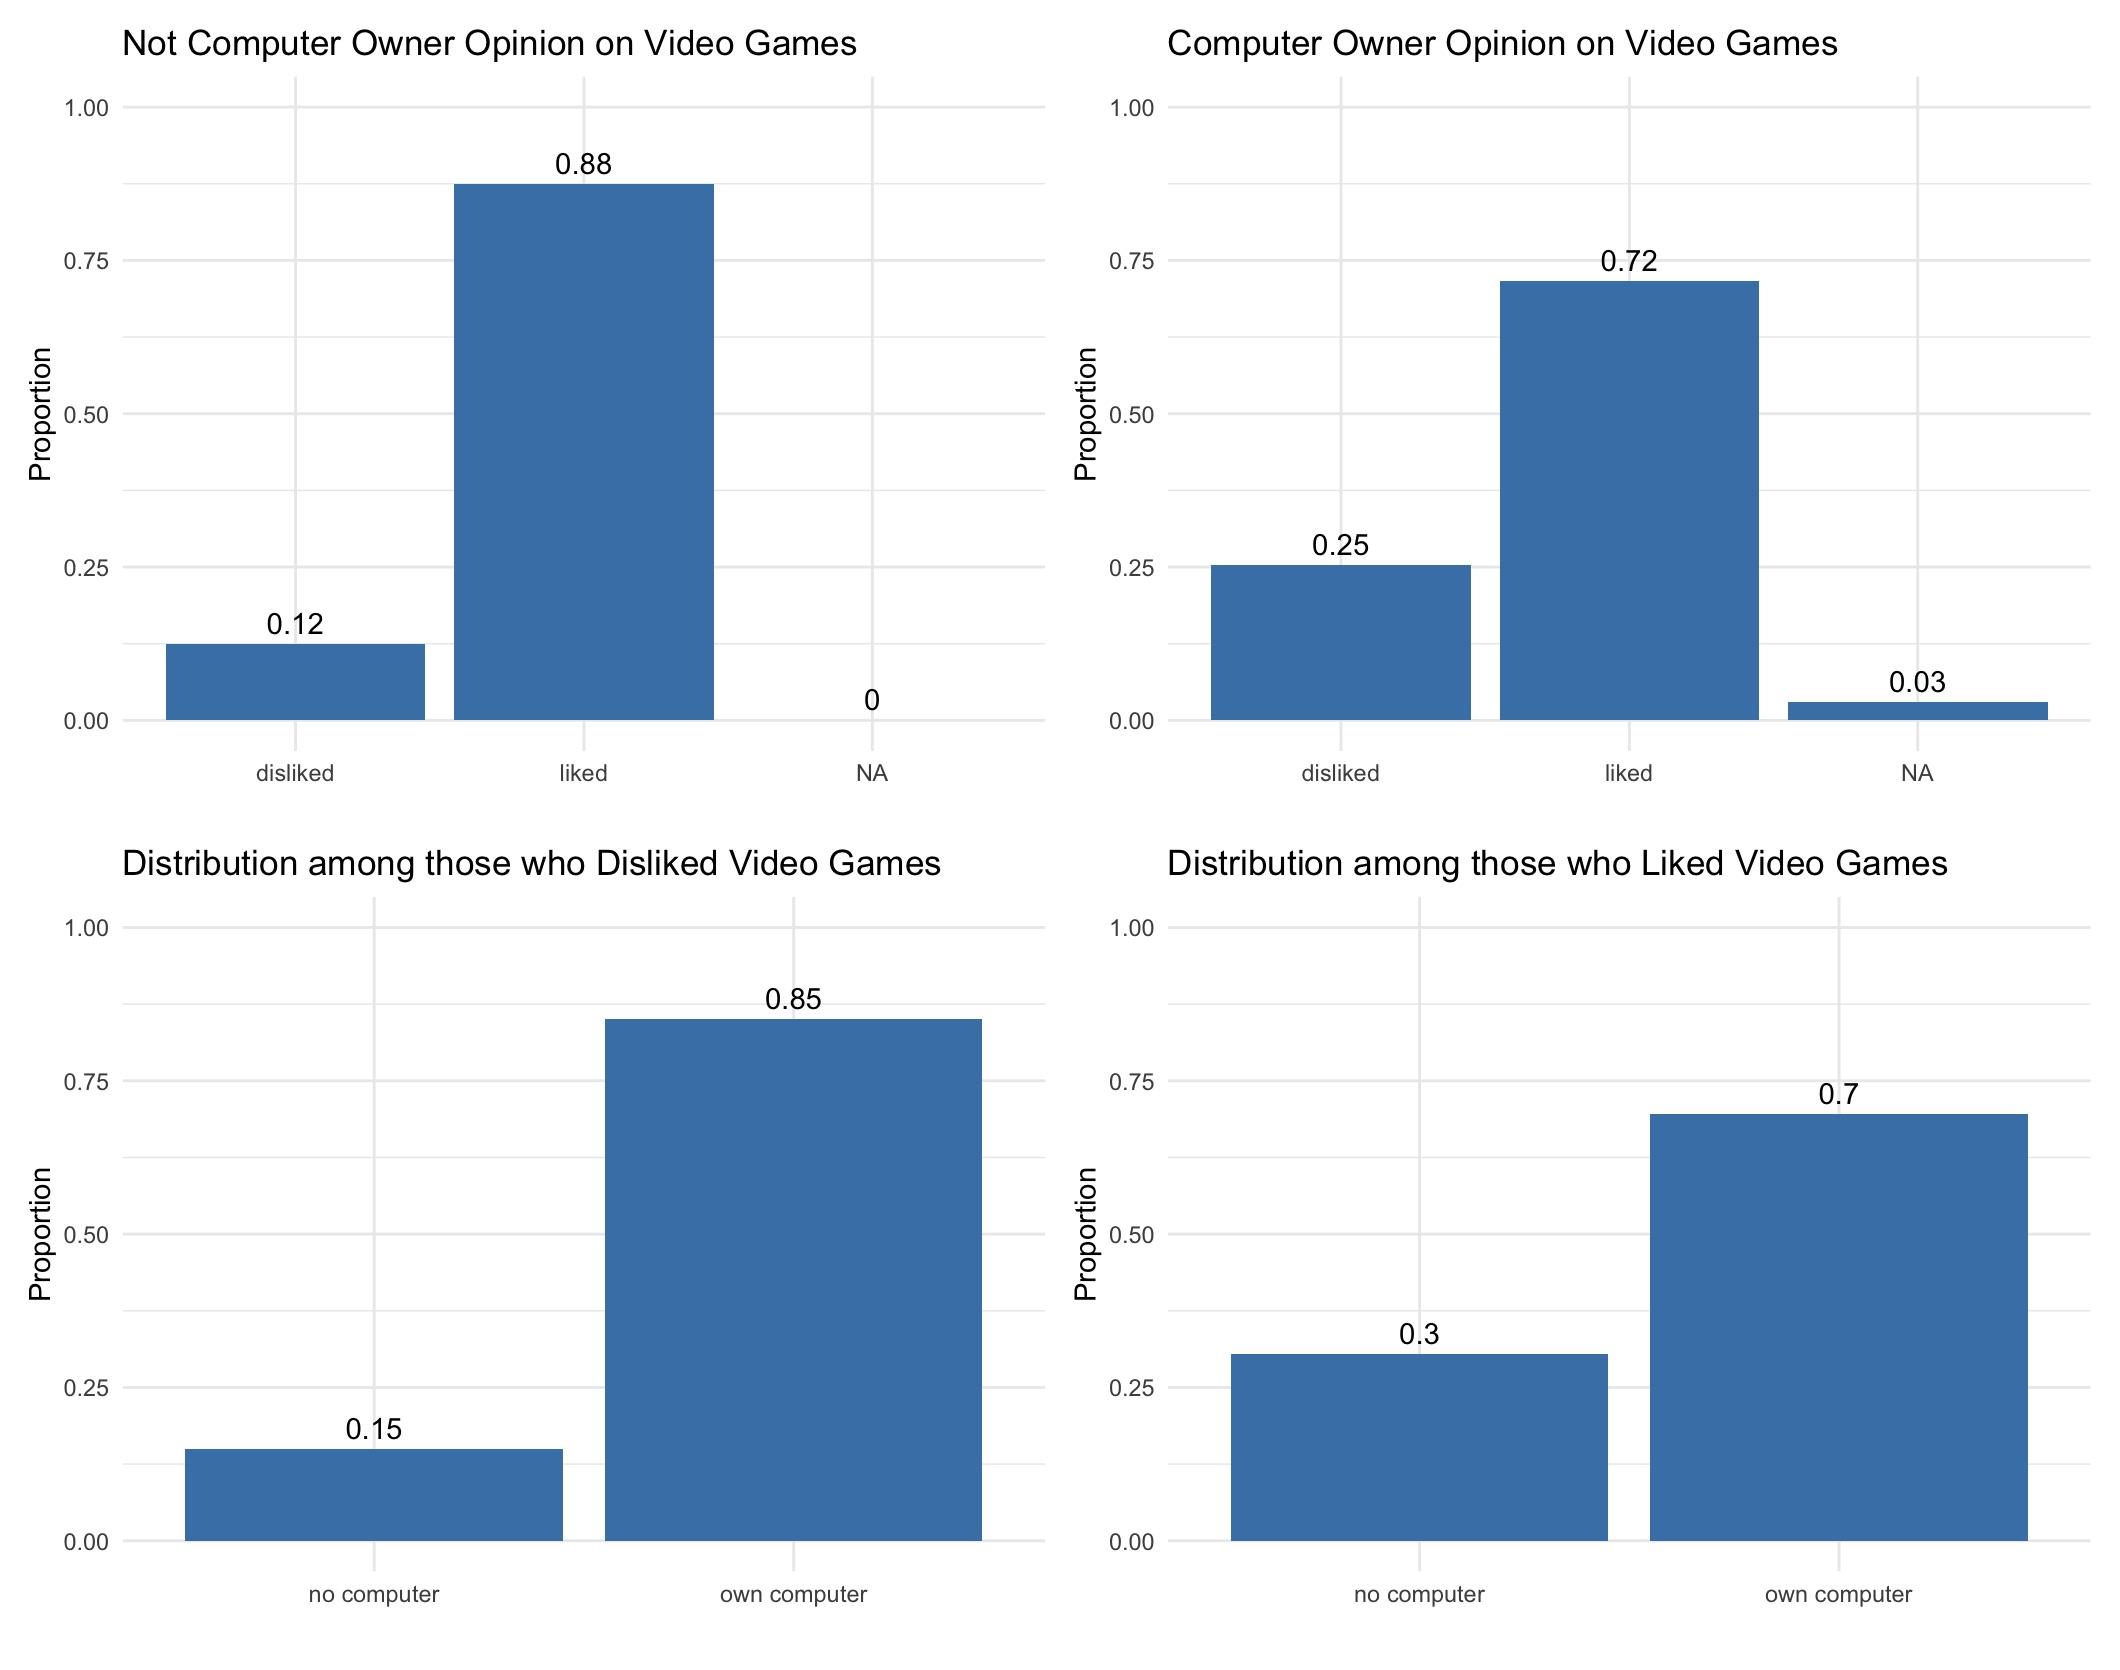 Not Computer Owner Opinion on Video Games
1.00
0.75
0.50
0.25
0.00
Proportion
0.12
0.88
0
disliked
liked
NA
Computer Owner Opinion on Video Games
1.00
0.75
0.50
0.25
0.00
Proportion
0.25
0.72
0.03
disliked
liked
NA
Distribution among those who Disliked Video Games
1.00
0.75
0.50
0.25
0.00
Proportion
0.15
0.85
no computer
own computer
Distribution among those who Liked Video Games
1.00
0.75
0.50
0.25
0.00
Proportion
0.3
0.7
no computer
own computer